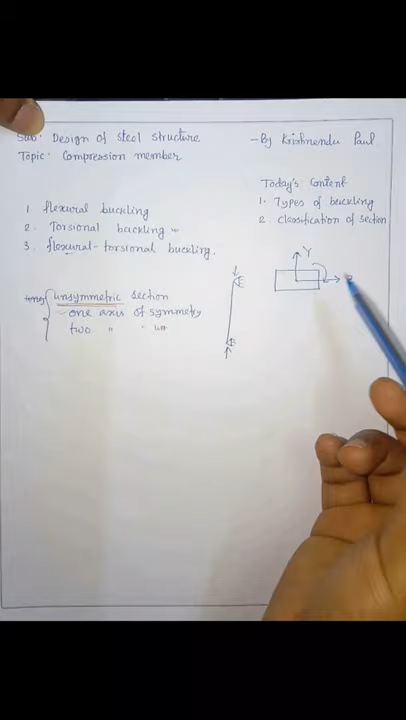 Sub: Design of steel structure
- By Krishnendu Paul
Topic: Compression member
Today's Content
1. Types of buckling
2. Classification of section
1. flexural buckling
2. Torsional buckling
3. flexural-torsional buckling.
unsymmetric section
one axis of symmetry
two " "
Y